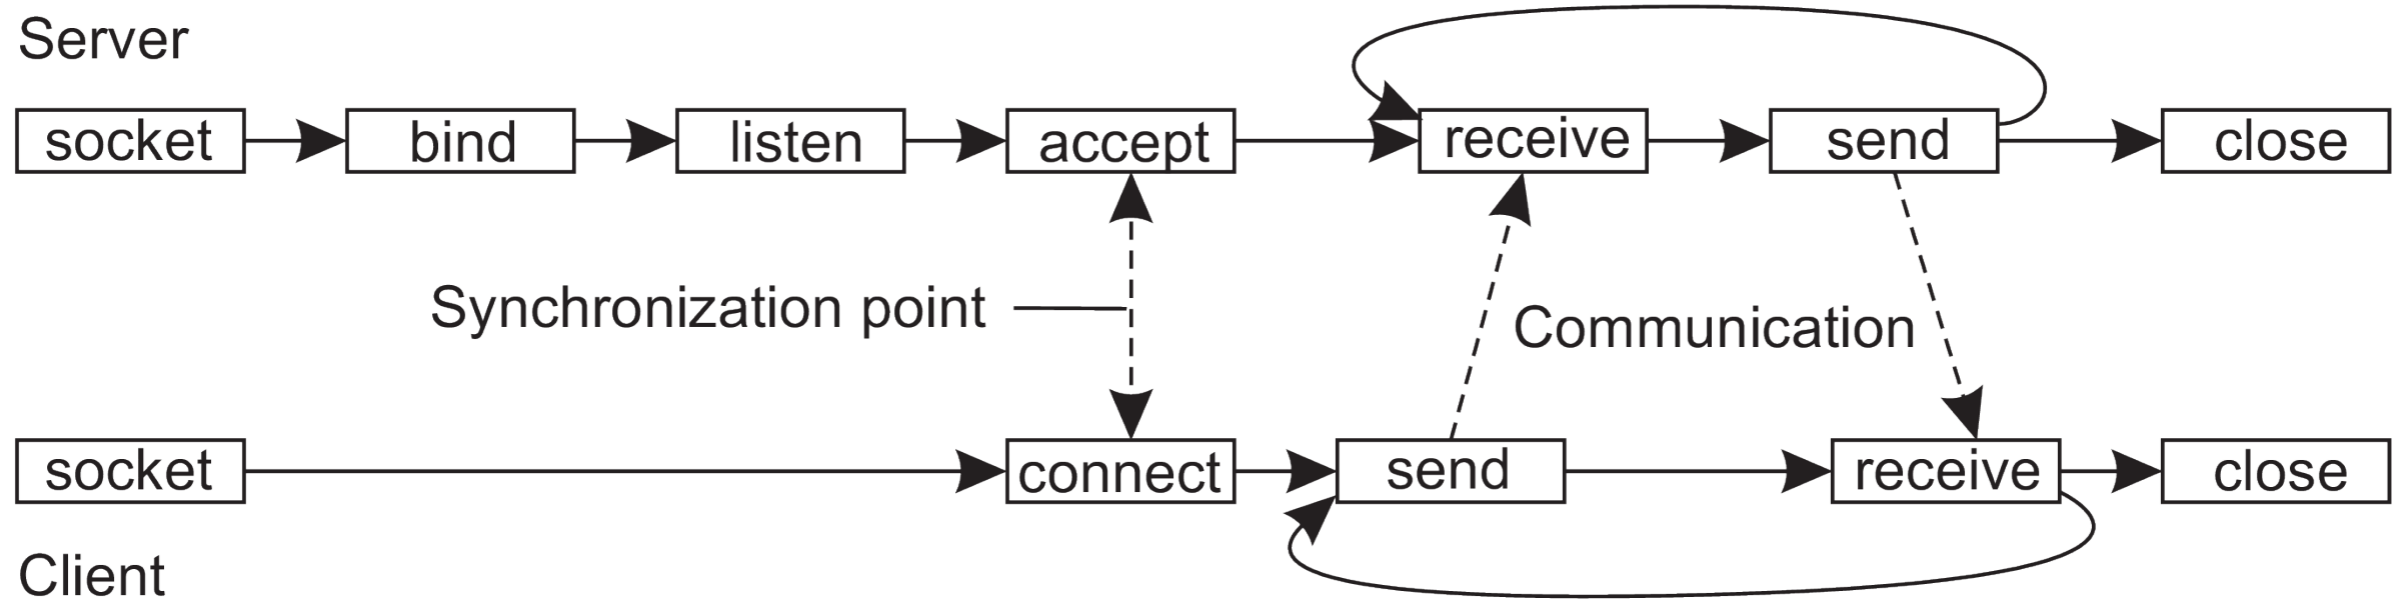 Server
socket bind listen accept receive send close
Synchronization point
Communication
socket connect send receive close
Client